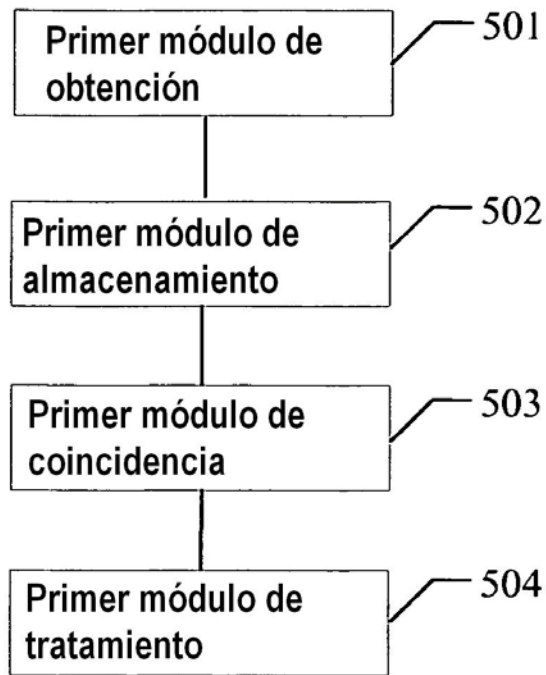 Primer módulo de
obtención
501
Primer módulo de
almacenamiento
502
Primer módulo de
coincidencia
503
Primer módulo de
tratamiento
504